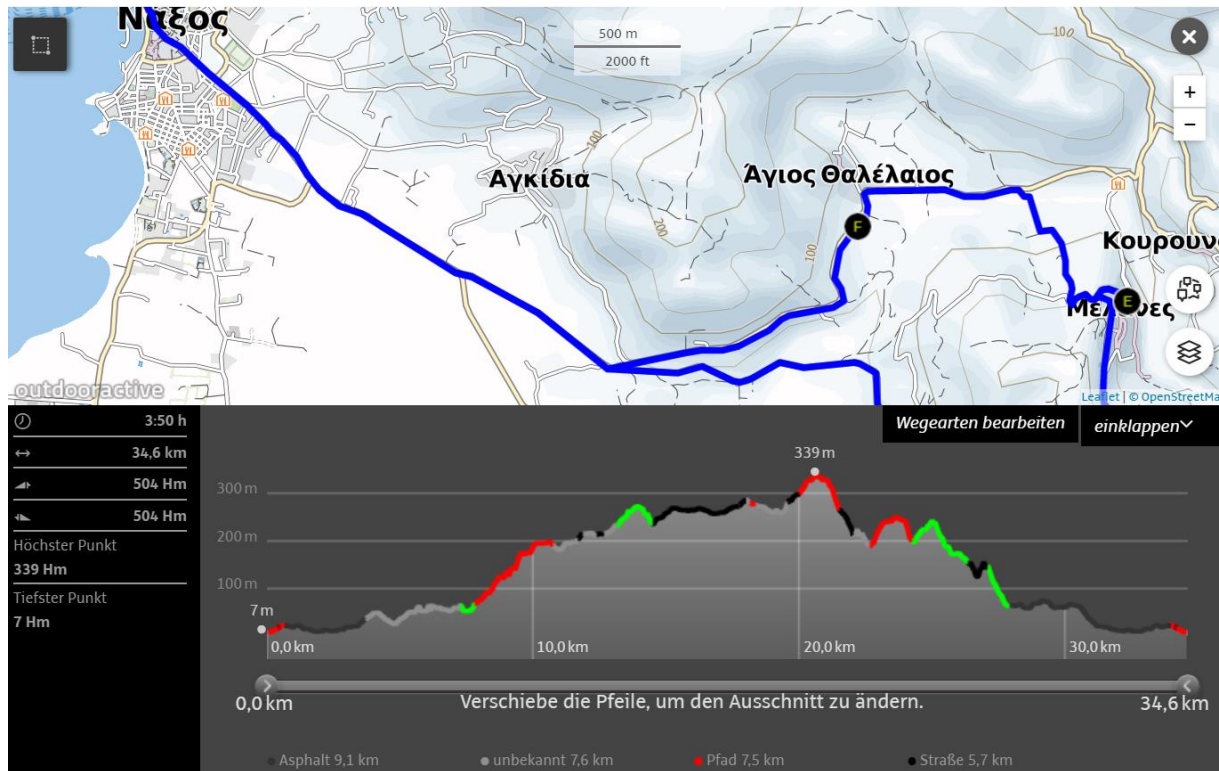 Νάξος
500 m
2000 ft
100
100
Αγκίδια
Άγιος Θαλέλαιος
200
100
F
Κουρουν
E
Μελ νες
outdooractive
Leaflet | © OpenStreetMa
3:50 h
34,6 km
504 Hm
504 Hm
Höchster Punkt
339 Hm
Tiefster Punkt
7 Hm
Wegearten bearbeiten
einklappen
339 m
300 m
200 m
100 m
7 m
0,0 km
10,0 km
20,0 km
30,0 km
0,0 km
Verschiebe die Pfeile, um den Ausschnitt zu ändern.
34,6 km
Asphalt 9,1 km
unbekannt 7,6 km
Pfad 7,5 km
Straße 5,7 km